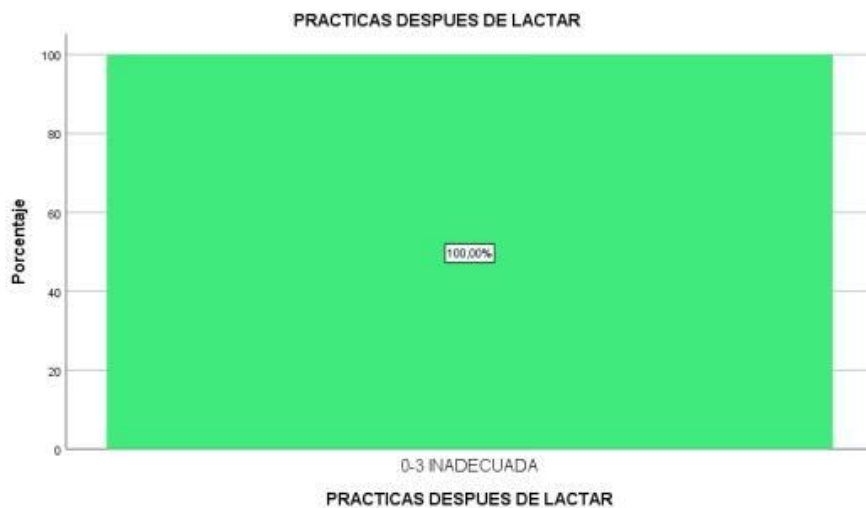 PRACTICAS DESPUES DE LACTAR
100
80
60
40
20
0
Porcentaje
100,00%
0-3 INADECUADA
PRACTICAS DESPUES DE LACTAR